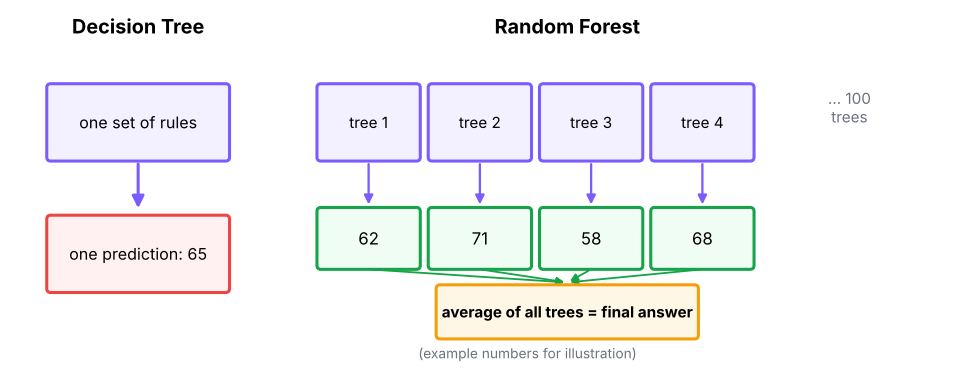 Decision Tree
Random Forest
one set of rules
tree 1
tree 2
tree 3
tree 4
... 100
trees
one prediction: 65
62
71
58
68
average of all trees = final answer
(example numbers for illustration)